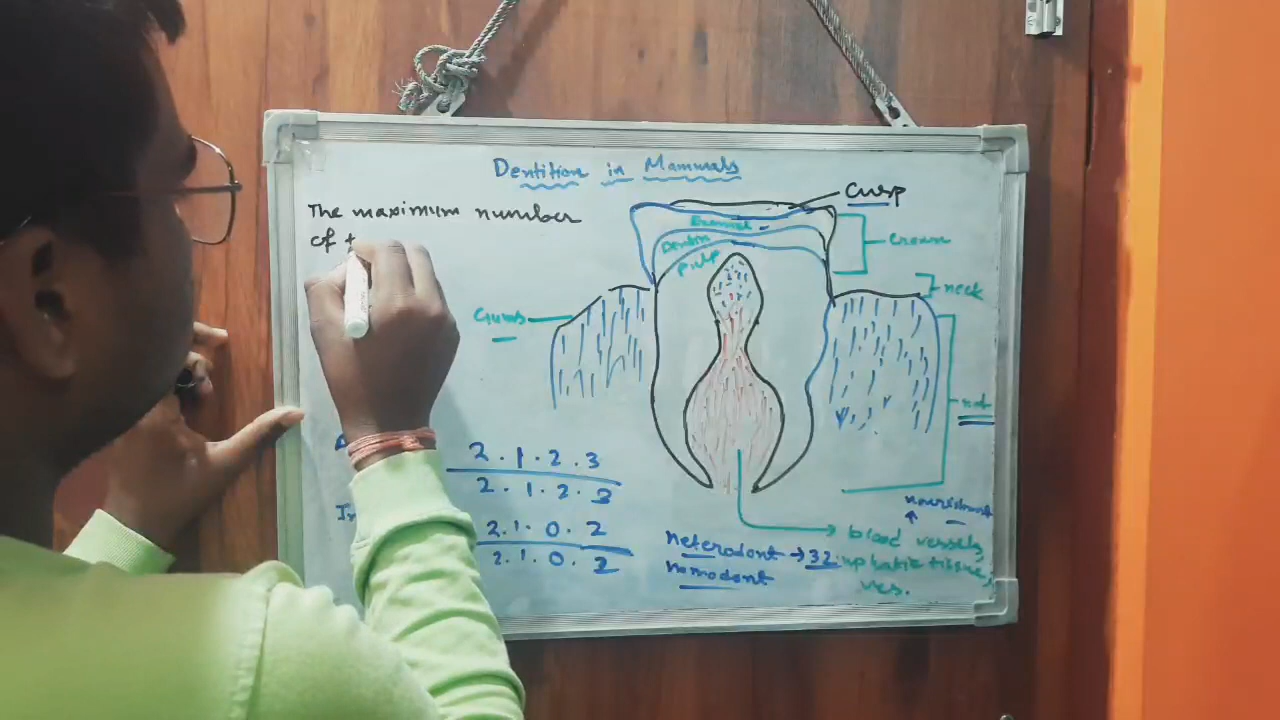 Dentition in Mammals
The maximum number
of t
Cusp
Enamel
Dentin
Pulp
Crown
neck
Gums
2.1.2.3
2.1.2.3
2.1.0.2
2.1.0.2
Heterodont → 32
Homodont
nourishment
blood vessels,